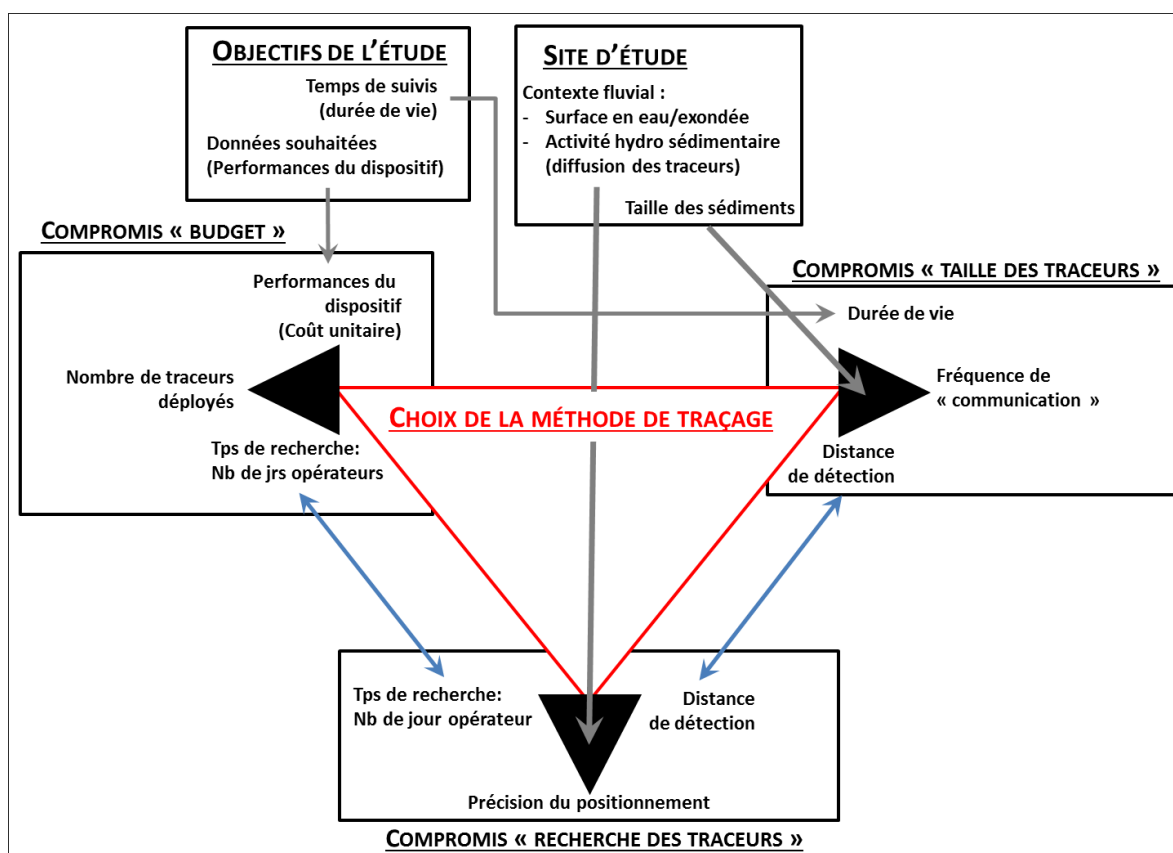 OBJECTIFS DE L'ÉTUDE
Temps de suivis
(durée de vie)
Données souhaitées
(Performances du dispositif)
SITE D'ÉTUDE
Contexte fluvial :
- Surface en eau/exondée
- Activité hydro sédimentaire
(diffusion des traceurs)
Taille des sédiments
COMPROMIS « BUDGET »
Performances du
dispositif
(Coût unitaire)
Nombre de traceurs
déployés
Tps de recherche:
Nb de jrs opérateurs
COMPROMIS « TAILLE DES TRACEURS »
Durée de vie
Fréquence de
« communication »
Distance
de détection
CHOIX DE LA MÉTHODE DE TRAÇAGE
Tps de recherche:
Nb de jour opérateur
Distance
de détection
Précision du positionnement
COMPROMIS « RECHERCHE DES TRACEURS »